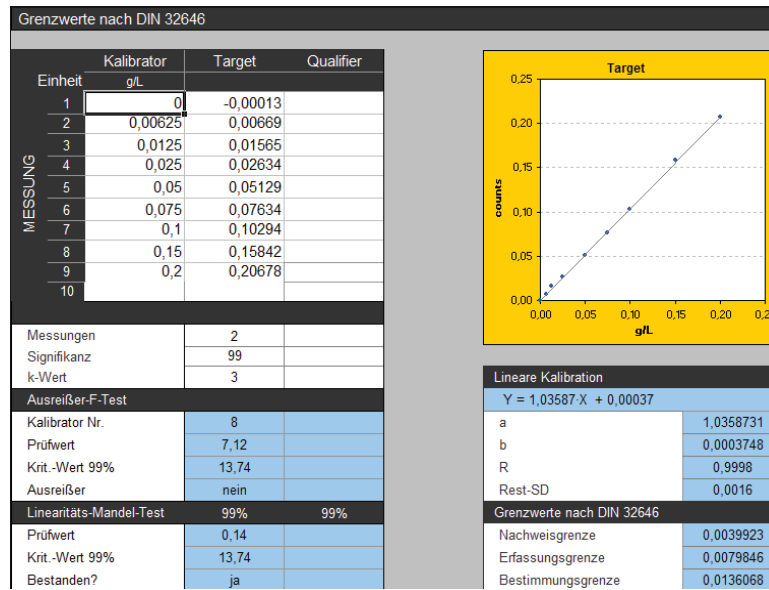 Grenzwerte nach DIN 32646
Kalibrator Target Qualifier
Einheit g/L
MESSUNG
1 0 -0,00013
2 0,00625 0,00669
3 0,0125 0,01565
4 0,025 0,02634
5 0,05 0,05129
6 0,075 0,07634
7 0,1 0,10294
8 0,15 0,15842
9 0,2 0,20678
10
Messungen 2
Signifikanz 99
k-Wert 3
Ausreißer-F-Test
Kalibrator Nr. 8
Prüfwert 7,12
Krit.-Wert 99% 13,74
Ausreißer nein
Linearitäts-Mandel-Test 99% 99%
Prüfwert 0,14
Krit.-Wert 99% 13,74
Bestanden? ja
Target
0,25
0,20
0,15
0,10
0,05
0,00
counts
0,00 0,05 0,10 0,15 0,20
g/L
Lineare Kalibration
Y = 1,03587·X + 0,00037
a 1,0358731
b 0,0003748
R 0,9998
Rest-SD 0,0016
Grenzwerte nach DIN 32646
Nachweisgrenze 0,0039923
Erfassungsgrenze 0,0079846
Bestimmungsgrenze 0,0136068